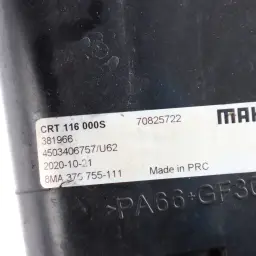 CRT 116 000S 70825722
381966
4503406757/U62
2020-10-21
8MA 376 755-111 Made in PRC
>PA66+GF30